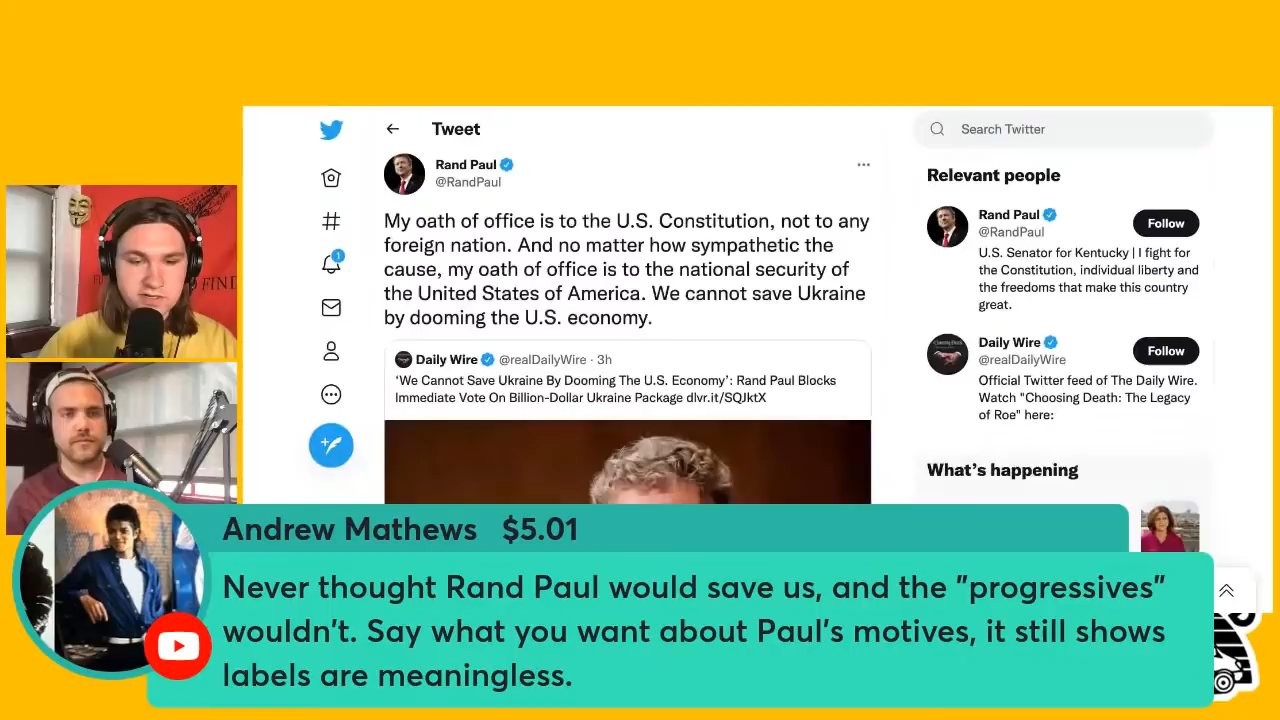 Tweet
Search Twitter
Rand Paul
@RandPaul
My oath of office is to the U.S. Constitution, not to any
foreign nation. And no matter how sympathetic the
cause, my oath of office is to the national security of
the United States of America. We cannot save Ukraine
by dooming the U.S. economy.
Daily Wire @realDailyWire · 3h
‘We Cannot Save Ukraine By Dooming The U.S. Economy’: Rand Paul Blocks
Immediate Vote On Billion-Dollar Ukraine Package dlvr.it/SQJktX
1
Relevant people
Rand Paul
@RandPaul
Follow
U.S. Senator for Kentucky | I fight for
the Constitution, individual liberty and
the freedoms that make this country
great.
Daily Wire
@realDailyWire
Follow
Official Twitter feed of The Daily Wire.
Watch "Choosing Death: The Legacy
of Roe" here:
What's happening
Andrew Mathews $5.01
Never thought Rand Paul would save us, and the "progressives"
wouldn't. Say what you want about Paul's motives, it still shows
labels are meaningless.